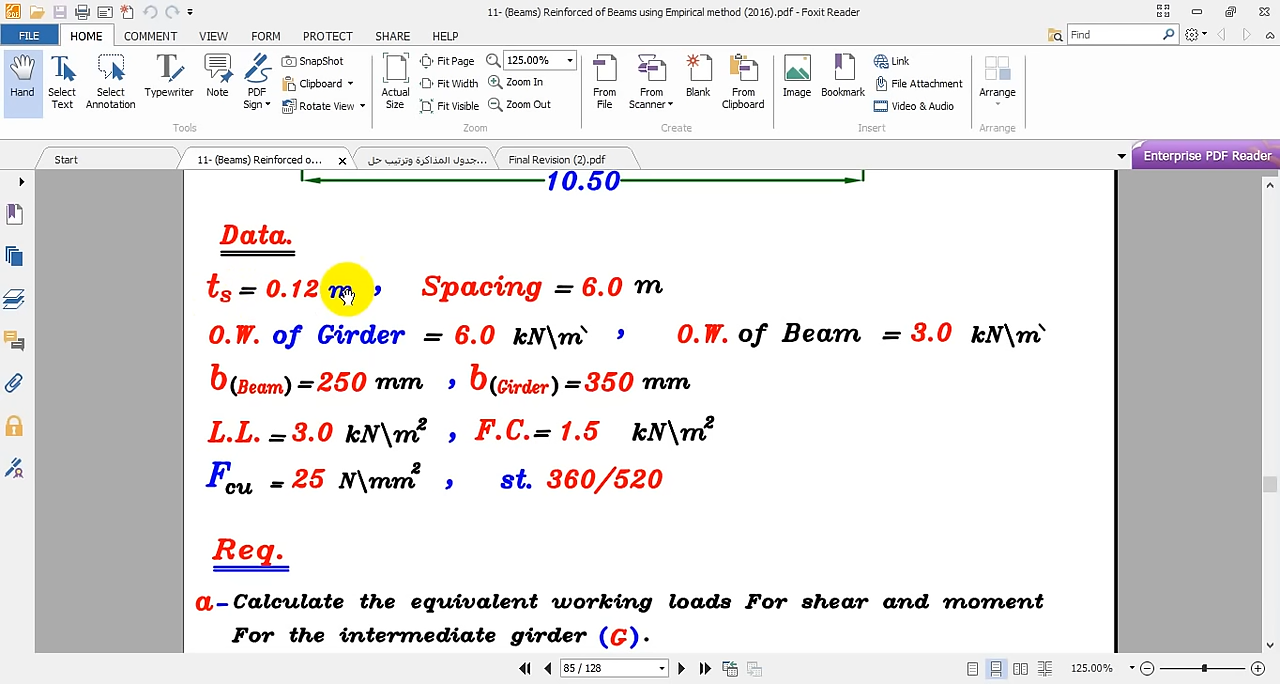 11- (Beams) Reinforced of Beams using Empirical method (2016).pdf - Foxit Reader
FILE HOME COMMENT VIEW FORM PROTECT SHARE HELP Find
Hand Select Text Select Annotation Typewriter Note PDF Sign SnapShot Clipboard Rotate View
Actual Size Fit Page Fit Width Fit Visible 125.00% Zoom In Zoom Out
From File From Scanner Blank From Clipboard
Image Bookmark Link File Attachment Video & Audio
Arrange
Tools Zoom Create Insert Arrange
Start 11- (Beams) Reinforced o... جدول المذاكرة وترتيب حل... Final Revision (2).pdf Enterprise PDF Reader
10.50
Data.
ts = 0.12 m , Spacing = 6.0 m
O.W. of Girder = 6.0 kN\m` , O.W. of Beam = 3.0 kN\m`
b(Beam) = 250 mm , b(Girder) = 350 mm
L.L. = 3.0 kN\m² , F.C. = 1.5 kN\m²
Fcu = 25 N\mm² , st. 360/520
Req.
a- Calculate the equivalent working loads For shear and moment
For the intermediate girder (G).
85 / 128 125.00%